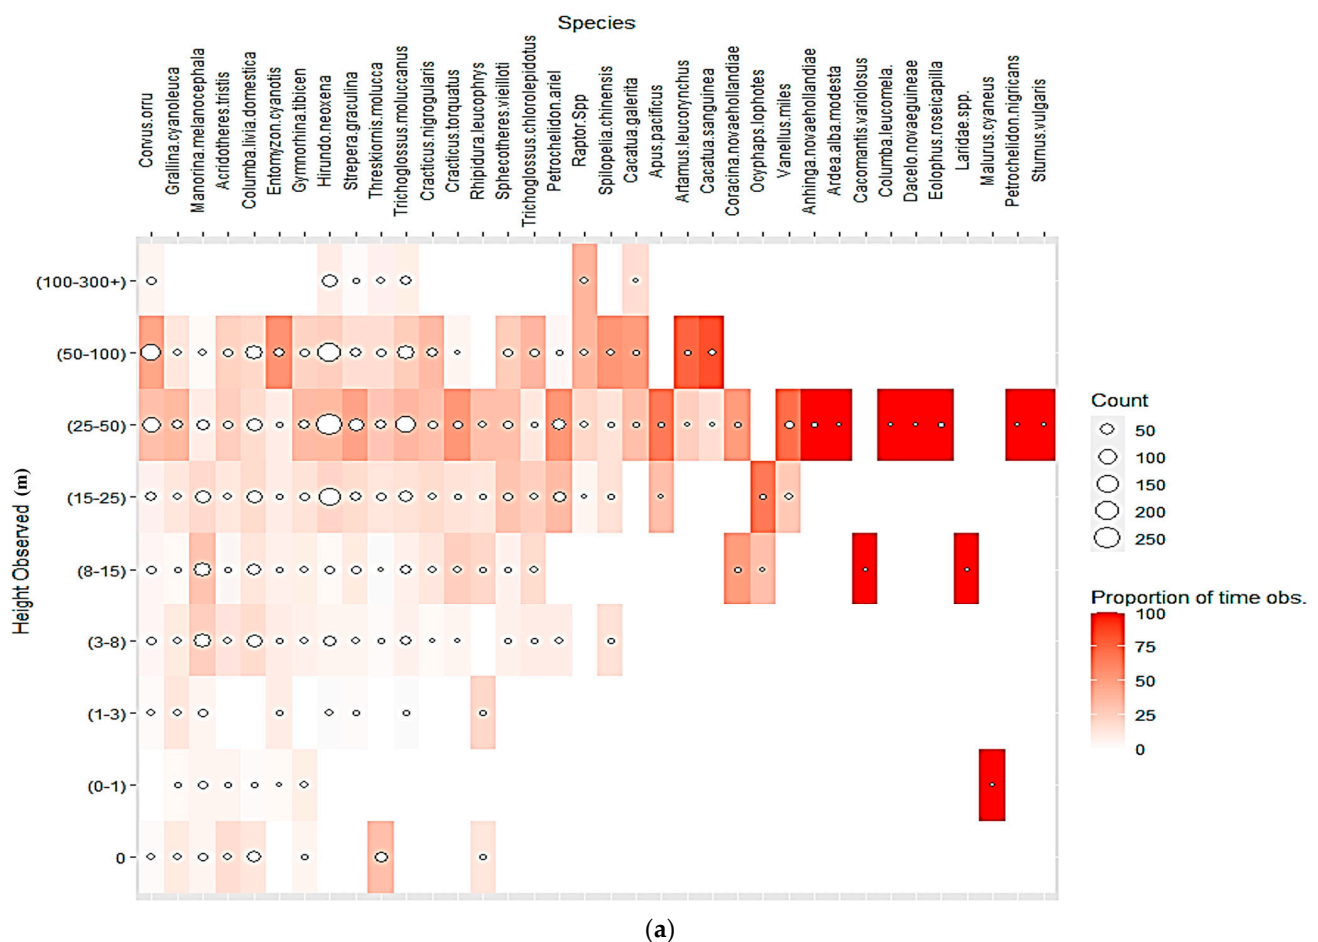 Species
Corvus.orru
Grallina.cyanoleuca
Manorina.melanocephala
Acridotheres.tristis
Columba.livia.domestica
Entomyzon.cyanotis
Gymnorhina.tibicen
Hirundo.neoxena
Strepera.graculina
Threskiornis.molucca
Trichoglossus.moluccanus
Cracticus.nigrogularis
Cracticus.torquatus
Rhipidura.leucophrys
Sphecotheres.vieilloti
Trichoglossus.chlorolepidotus
Petrochelidon.ariel
Raptor.Spp
Spilopelia.chinensis
Cacatua.galerita
Apus.pacificus
Artamus.leucorynchus
Cacatua.sanguinea
Coracina.novaehollandiae
Ocyphaps.lophotes
Vanellus.miles
Anhinga.novaehollandiae
Ardea.alba.modesta
Cacomantis.variolosus
Columba.leucomela.
Dacelo.novaeguineae
Eolophus.roseicapilla
Laridae.spp.
Malurus.cyaneus
Petrochelidon.nigricans
Sturnus.vulgaris
Height Observed (m)
(100-300+)
(50-100)
(25-50)
(15-25)
(8-15)
(3-8)
(1-3)
(0-1)
0
Count
50
100
150
200
250
Proportion of time obs.
100
75
50
25
0
(a)